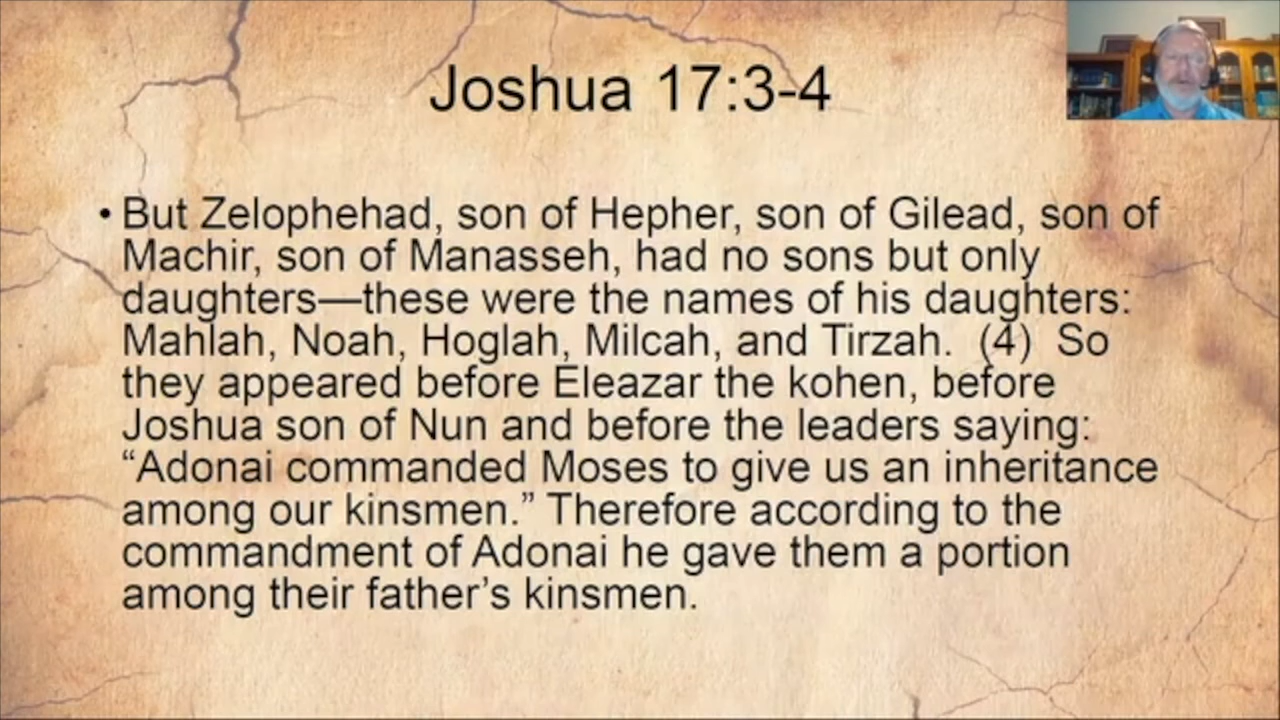 Joshua 17:3-4
• But Zelophehad, son of Hepher, son of Gilead, son of
Machir, son of Manasseh, had no sons but only
daughters—these were the names of his daughters:
Mahlah, Noah, Hoglah, Milcah, and Tirzah.  (4)  So
they appeared before Eleazar the kohen, before
Joshua son of Nun and before the leaders saying:
“Adonai commanded Moses to give us an inheritance
among our kinsmen.” Therefore according to the
commandment of Adonai he gave them a portion
among their father’s kinsmen.